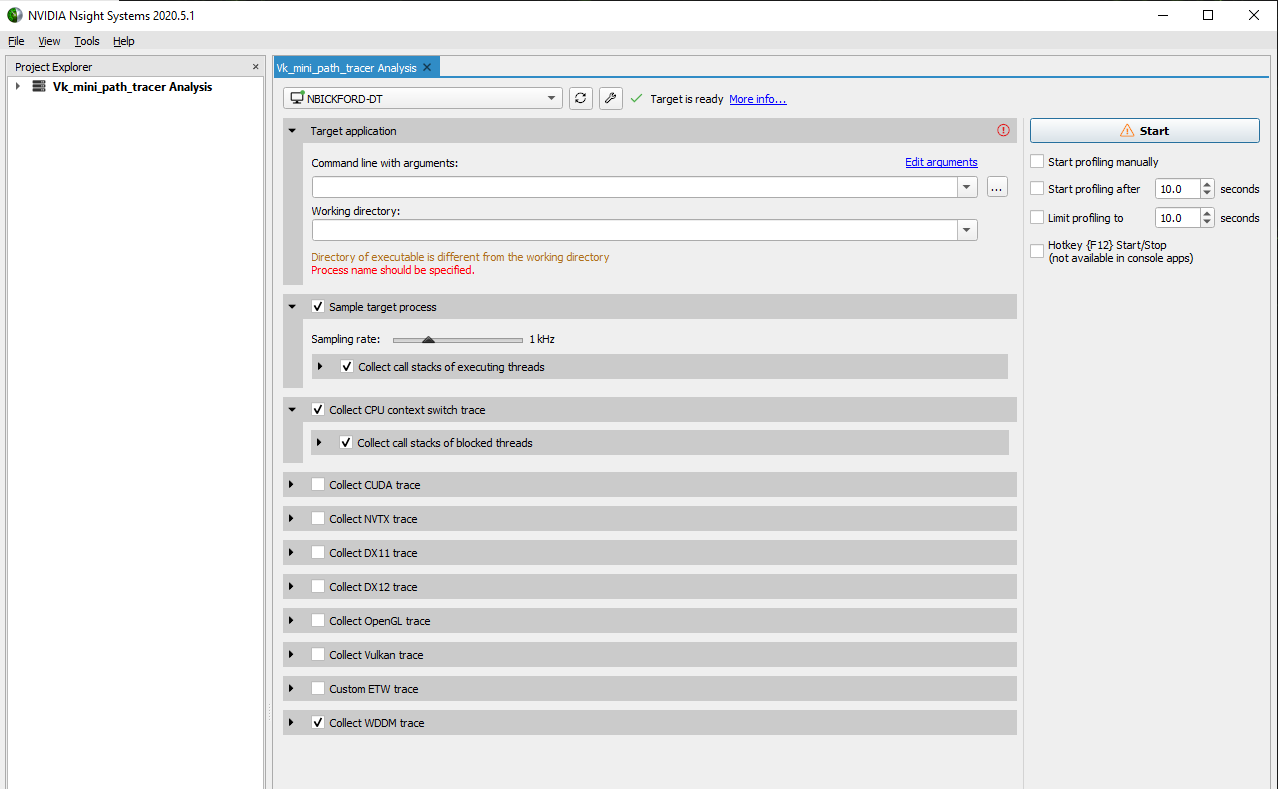 NVIDIA Nsight Systems 2020.5.1
File View Tools Help
Project Explorer
Vk_mini_path_tracer Analysis
Vk_mini_path_tracer Analysis
NBICKFORD-DT
Target is ready More info...
Target application
Command line with arguments:
Edit arguments
...
Working directory:
Directory of executable is different from the working directory
Process name should be specified.
Sample target process
Sampling rate: 1 kHz
Collect call stacks of executing threads
Collect CPU context switch trace
Collect call stacks of blocked threads
Collect CUDA trace
Collect NVTX trace
Collect DX11 trace
Collect DX12 trace
Collect OpenGL trace
Collect Vulkan trace
Custom ETW trace
Collect WDDM trace
Start
Start profiling manually
Start profiling after 10.0 seconds
Limit profiling to 10.0 seconds
Hotkey {F12} Start/Stop
(not available in console apps)